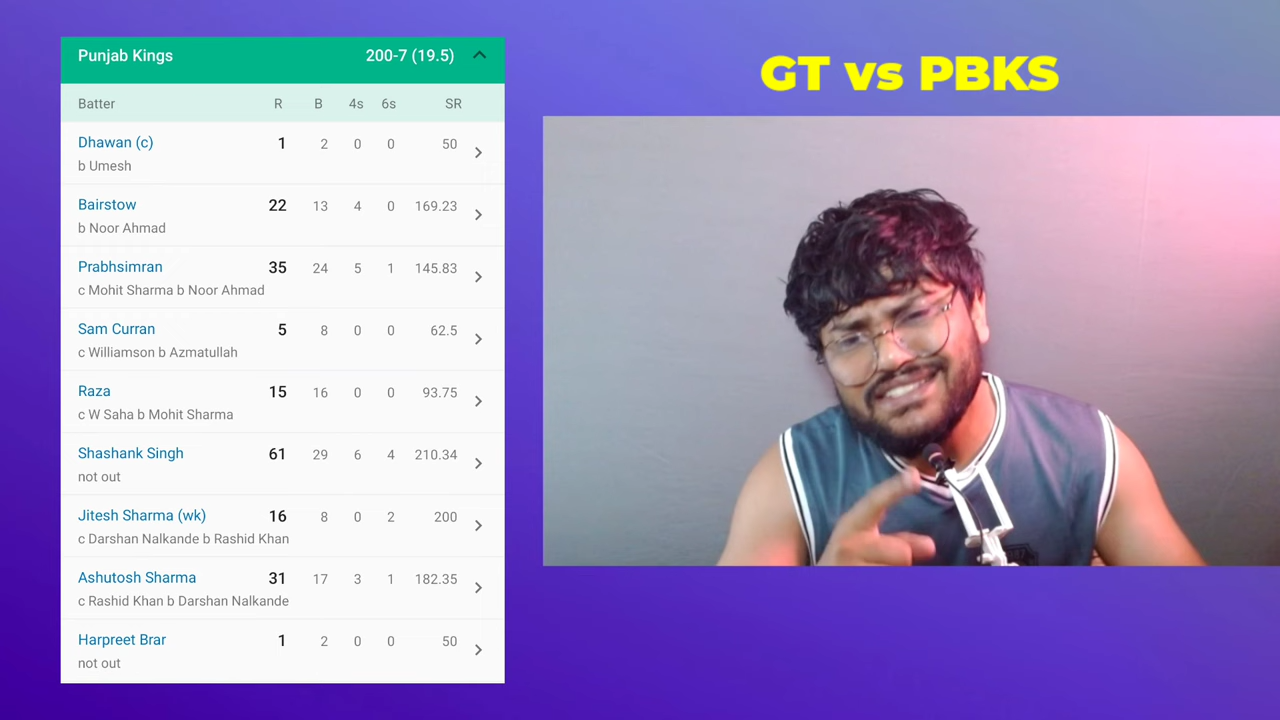 Punjab Kings 200-7 (19.5)
Batter R B 4s 6s SR
Dhawan (c) 1 2 0 0 50
b Umesh
Bairstow 22 13 4 0 169.23
b Noor Ahmad
Prabhsimran 35 24 5 1 145.83
c Mohit Sharma b Noor Ahmad
Sam Curran 5 8 0 0 62.5
c Williamson b Azmatullah
Raza 15 16 0 0 93.75
c W Saha b Mohit Sharma
Shashank Singh 61 29 6 4 210.34
not out
Jitesh Sharma (wk) 16 8 0 2 200
c Darshan Nalkande b Rashid Khan
Ashutosh Sharma 31 17 3 1 182.35
c Rashid Khan b Darshan Nalkande
Harpreet Brar 1 2 0 0 50
not out
GT vs PBKS